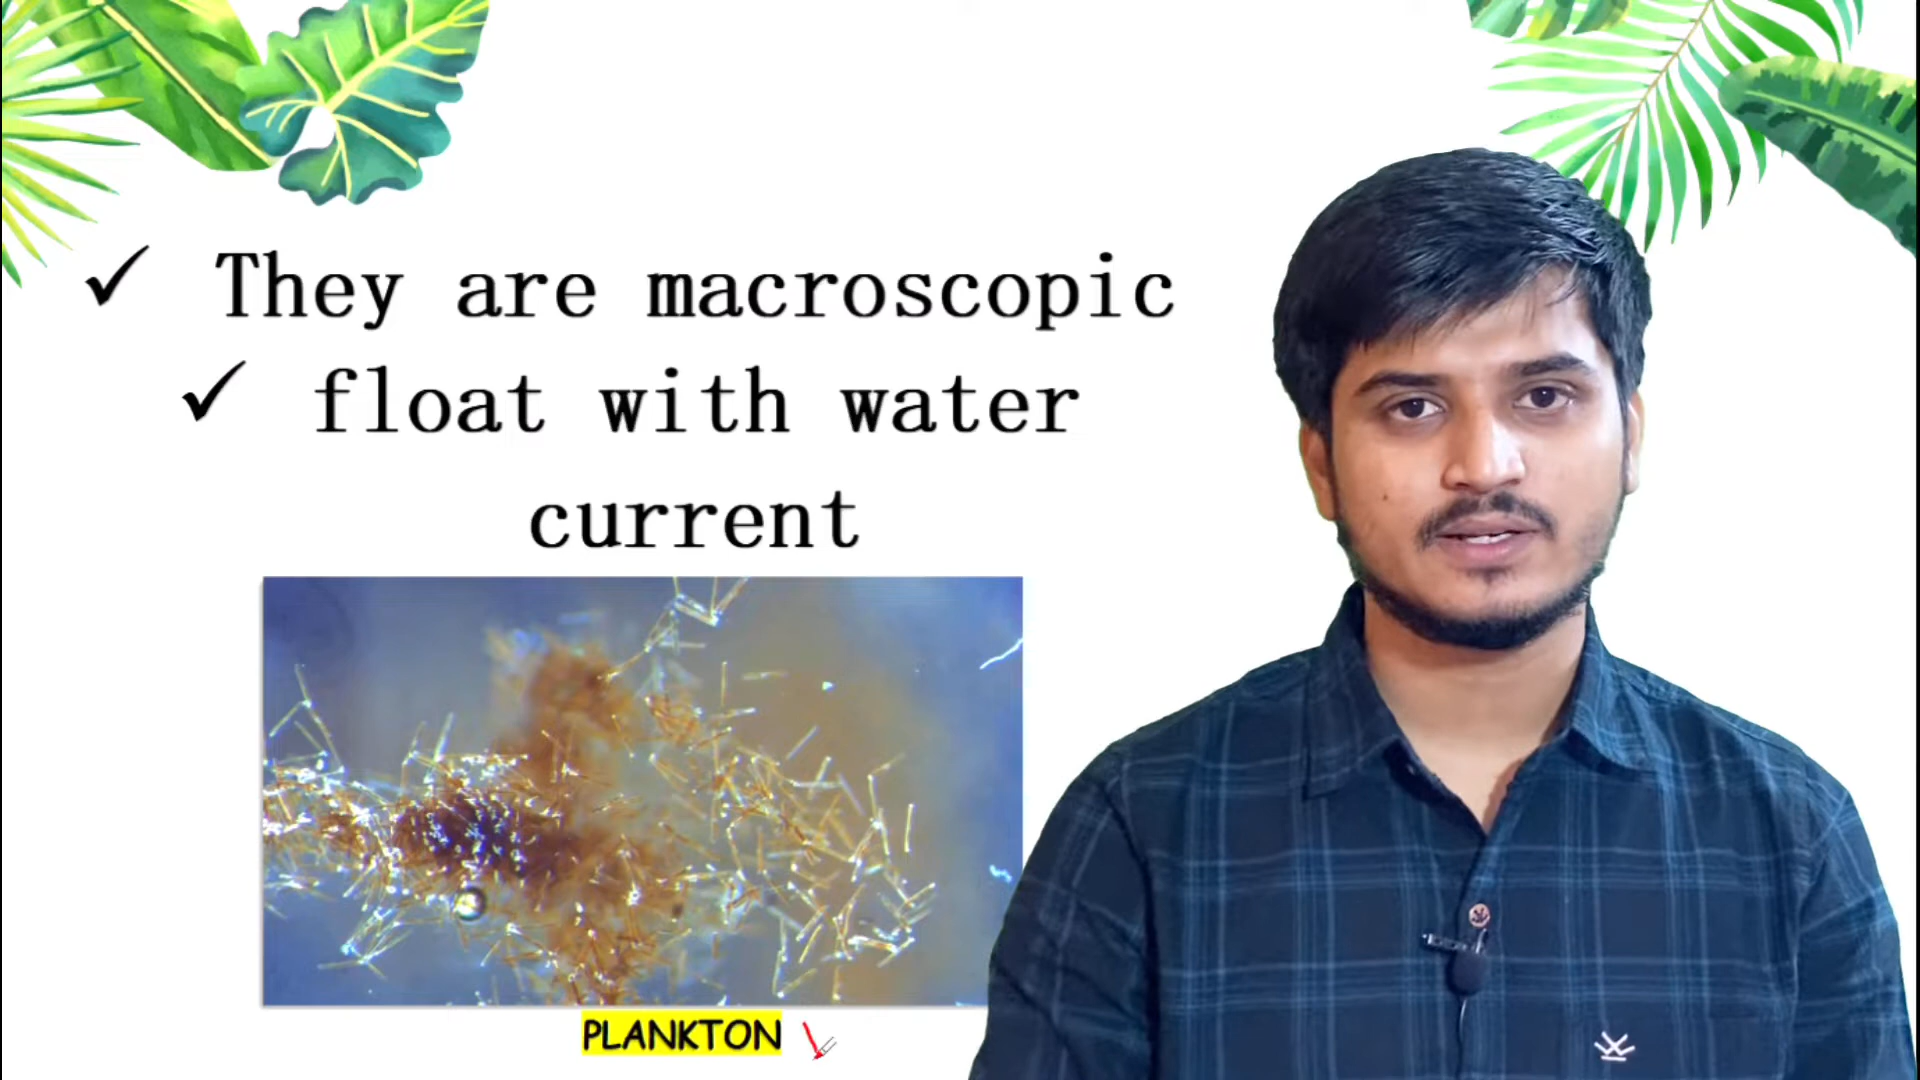 ✓ They are macroscopic
✓ float with water
current
PLANKTON